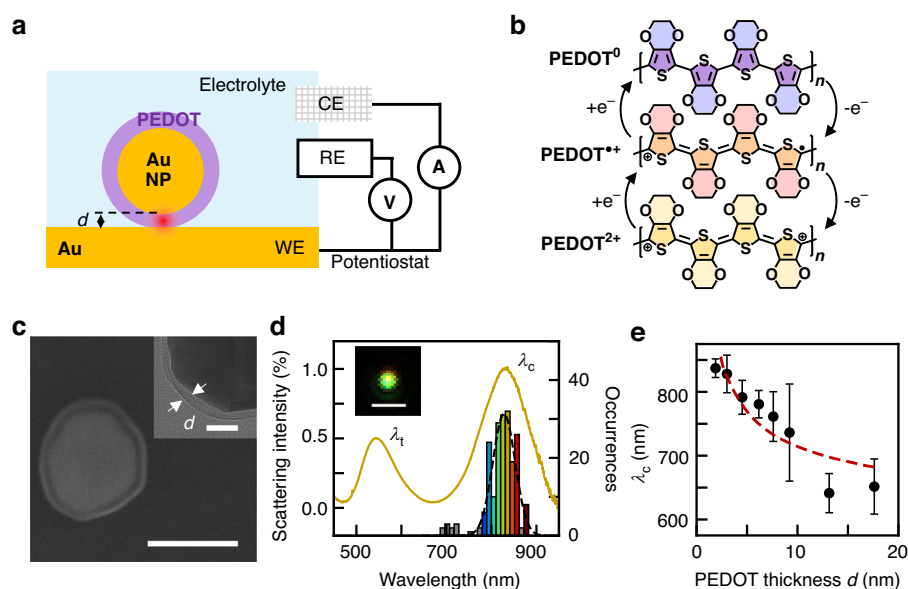 a
Electrolyte
CE
PEDOT
RE
Au
NP
A
V
d
Au
WE
Potentiostat
b
PEDOT⁰
S S
O O O O
S S
O O O O
n
+e⁻
-e⁻
PEDOT•⁺
O O O O
S S
⊕ •
S S
O O O O
n
+e⁻
-e⁻
PEDOT²⁺
O O O O
S S
⊕ ⊕
S S
O O O O
n
c
d
d
Scattering intensity (%)
1.0
0.5
0.0
λt
λc
40
20
0
Occurrences
500 700 900
Wavelength (nm)
e
λc (nm)
800
700
600
0 5 10 15 20
PEDOT thickness d (nm)